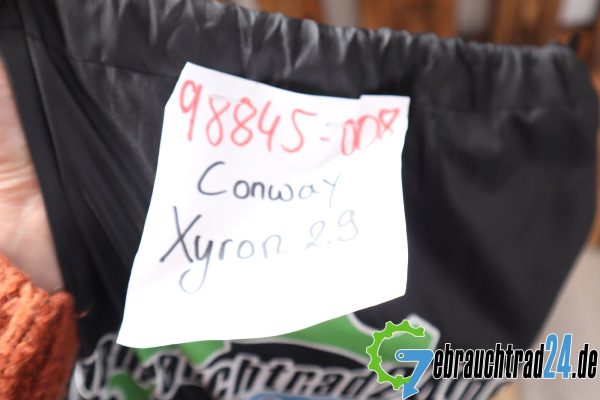 98845-008
Conway
Xyron 2.9
Gebrauchtrad24.de